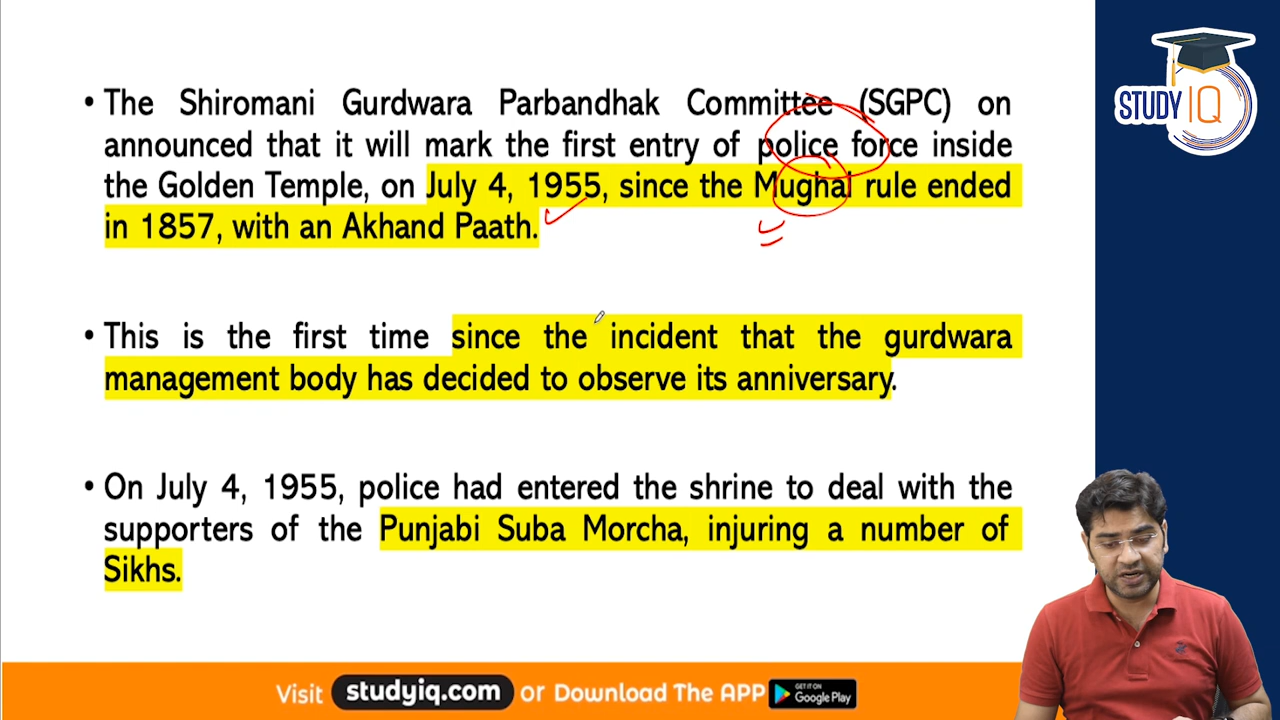 • The Shiromani Gurdwara Parbandhak Committee (SGPC) on
announced that it will mark the first entry of police force inside
the Golden Temple, on July 4, 1955, since the Mughal rule ended
in 1857, with an Akhand Paath.
• This is the first time since the incident that the gurdwara
management body has decided to observe its anniversary.
• On July 4, 1955, police had entered the shrine to deal with the
supporters of the Punjabi Suba Morcha, injuring a number of
Sikhs.
STUDY IQ
Visit studyiq.com or Download The APP GET IT ON Google Play